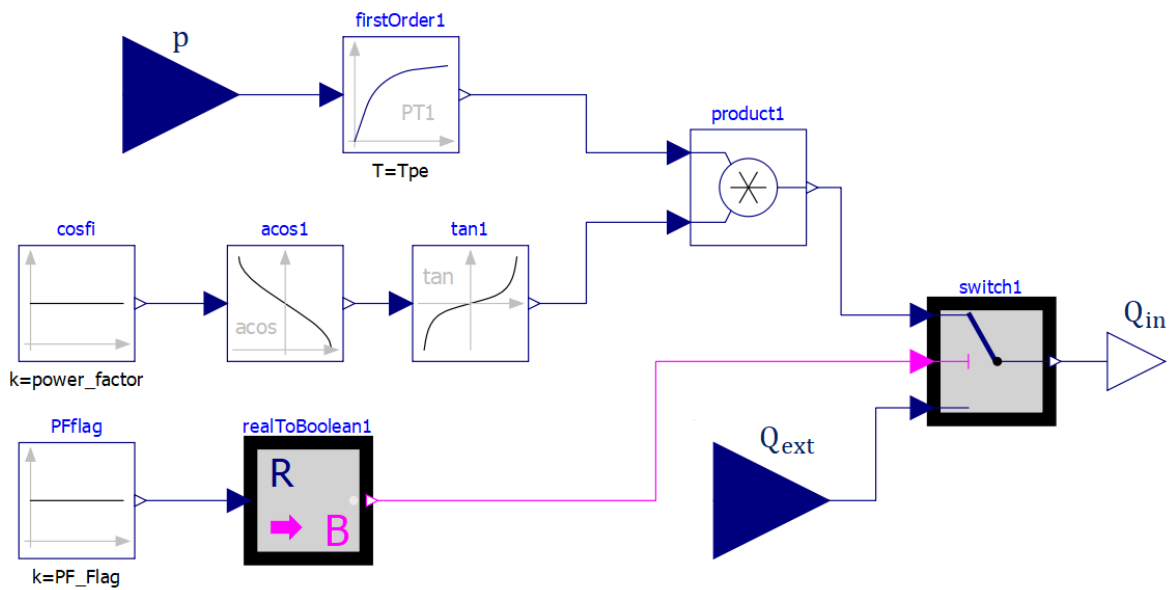 firstOrder1
p
PT1
T=Tpe
product1
cosfi
acos1
tan1
tan
acos
k=power_factor
switch1
Qin
PFflag
realToBoolean1
R
B
Qext
k=PF_Flag